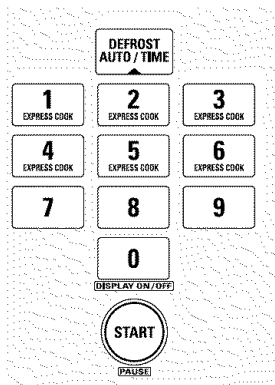 DEFROST
AUTO / TIME
1 2 3
EXPRESS COOK EXPRESS COOK EXPRESS COOK
4 5 6
EXPRESS COOK EXPRESS COOK EXPRESS COOK
7 8 9
0
DISPLAY ON/OFF
START
PAUSE